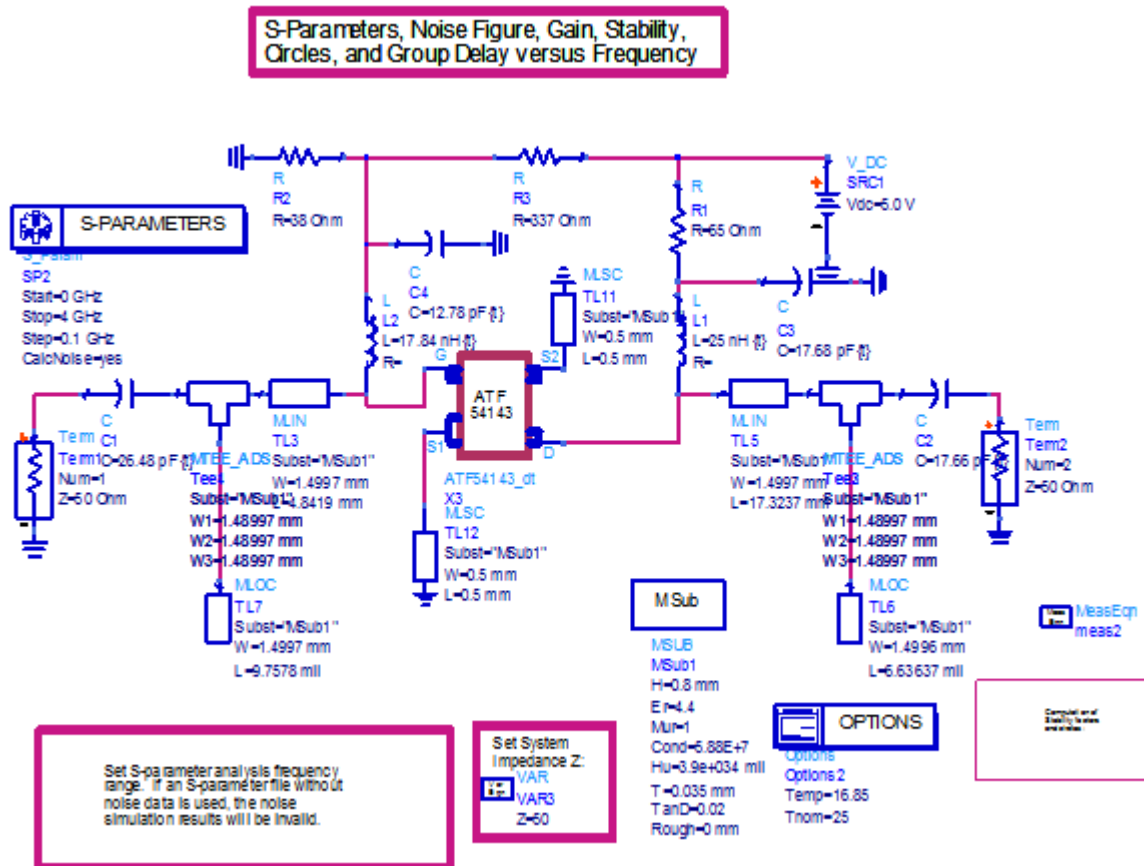 S-Parameters, Noise Figure, Gain, Stability,
Circles, and Group Delay versus Frequency
R
R2
R=38 Ohm
R
R3
R=337 Ohm
R
R1
R=65 Ohm
V_DC
SRC1
Vdc=5.0 V
S-PARAMETERS
S_Param
SP2
Start=0 GHz
Stop=4 GHz
Step=0.1 GHz
CalcNoise=yes
C
C4
C=12.78 pF {t}
L
L2
L=17.84 nH {t}
R=
MLSC
TL11
Subst="MSub1"
W=0.5 mm
L=0.5 mm
L
L1
L=25 nH {t}
R=
C
C3
C=17.68 pF {t}
G
S2
ATF
54143
S1
D
ATF54143_dt
X3
Term
Term1
Num=1
Z=50 Ohm
C
C1
C=26.48 pF {t}
MTEE_ADS
Tee4
Subst="MSub1"
W1=1.48997 mm
W2=1.48997 mm
W3=1.48997 mm
MLIN
TL3
Subst="MSub1"
W=1.4997 mm
L=4.8419 mm
MLSC
TL12
Subst="MSub1"
W=0.5 mm
L=0.5 mm
MLIN
TL5
Subst="MSub1"
W=1.4997 mm
L=17.3237 mm
MTEE_ADS
Tee3
Subst="MSub1"
W1=1.48997 mm
W2=1.48997 mm
W3=1.48997 mm
C
C2
C=17.66 pF
Term
Term2
Num=2
Z=50 Ohm
MLOC
TL7
Subst="MSub1"
W=1.4997 mm
L=9.7578 mil
MSub
MSUB
MSub1
H=0.8 mm
Er=4.4
Mur=1
Cond=5.88E+7
Hu=3.9e+034 mil
T=0.035 mm
TanD=0.02
Rough=0 mm
MLOC
TL6
Subst="MSub1"
W=1.4996 mm
L=6.63637 mil
MeasEqn
meas2
OPTIONS
Options
Options2
Temp=16.85
Tnom=25
Set S-parameter analysis frequency
range. If an S-parameter file without
noise data is used, the noise
simulation results will be invalid.
Set System
Impedance Z:
VAR
VAR3
Z=50
Computation of
Stability factors
and circles